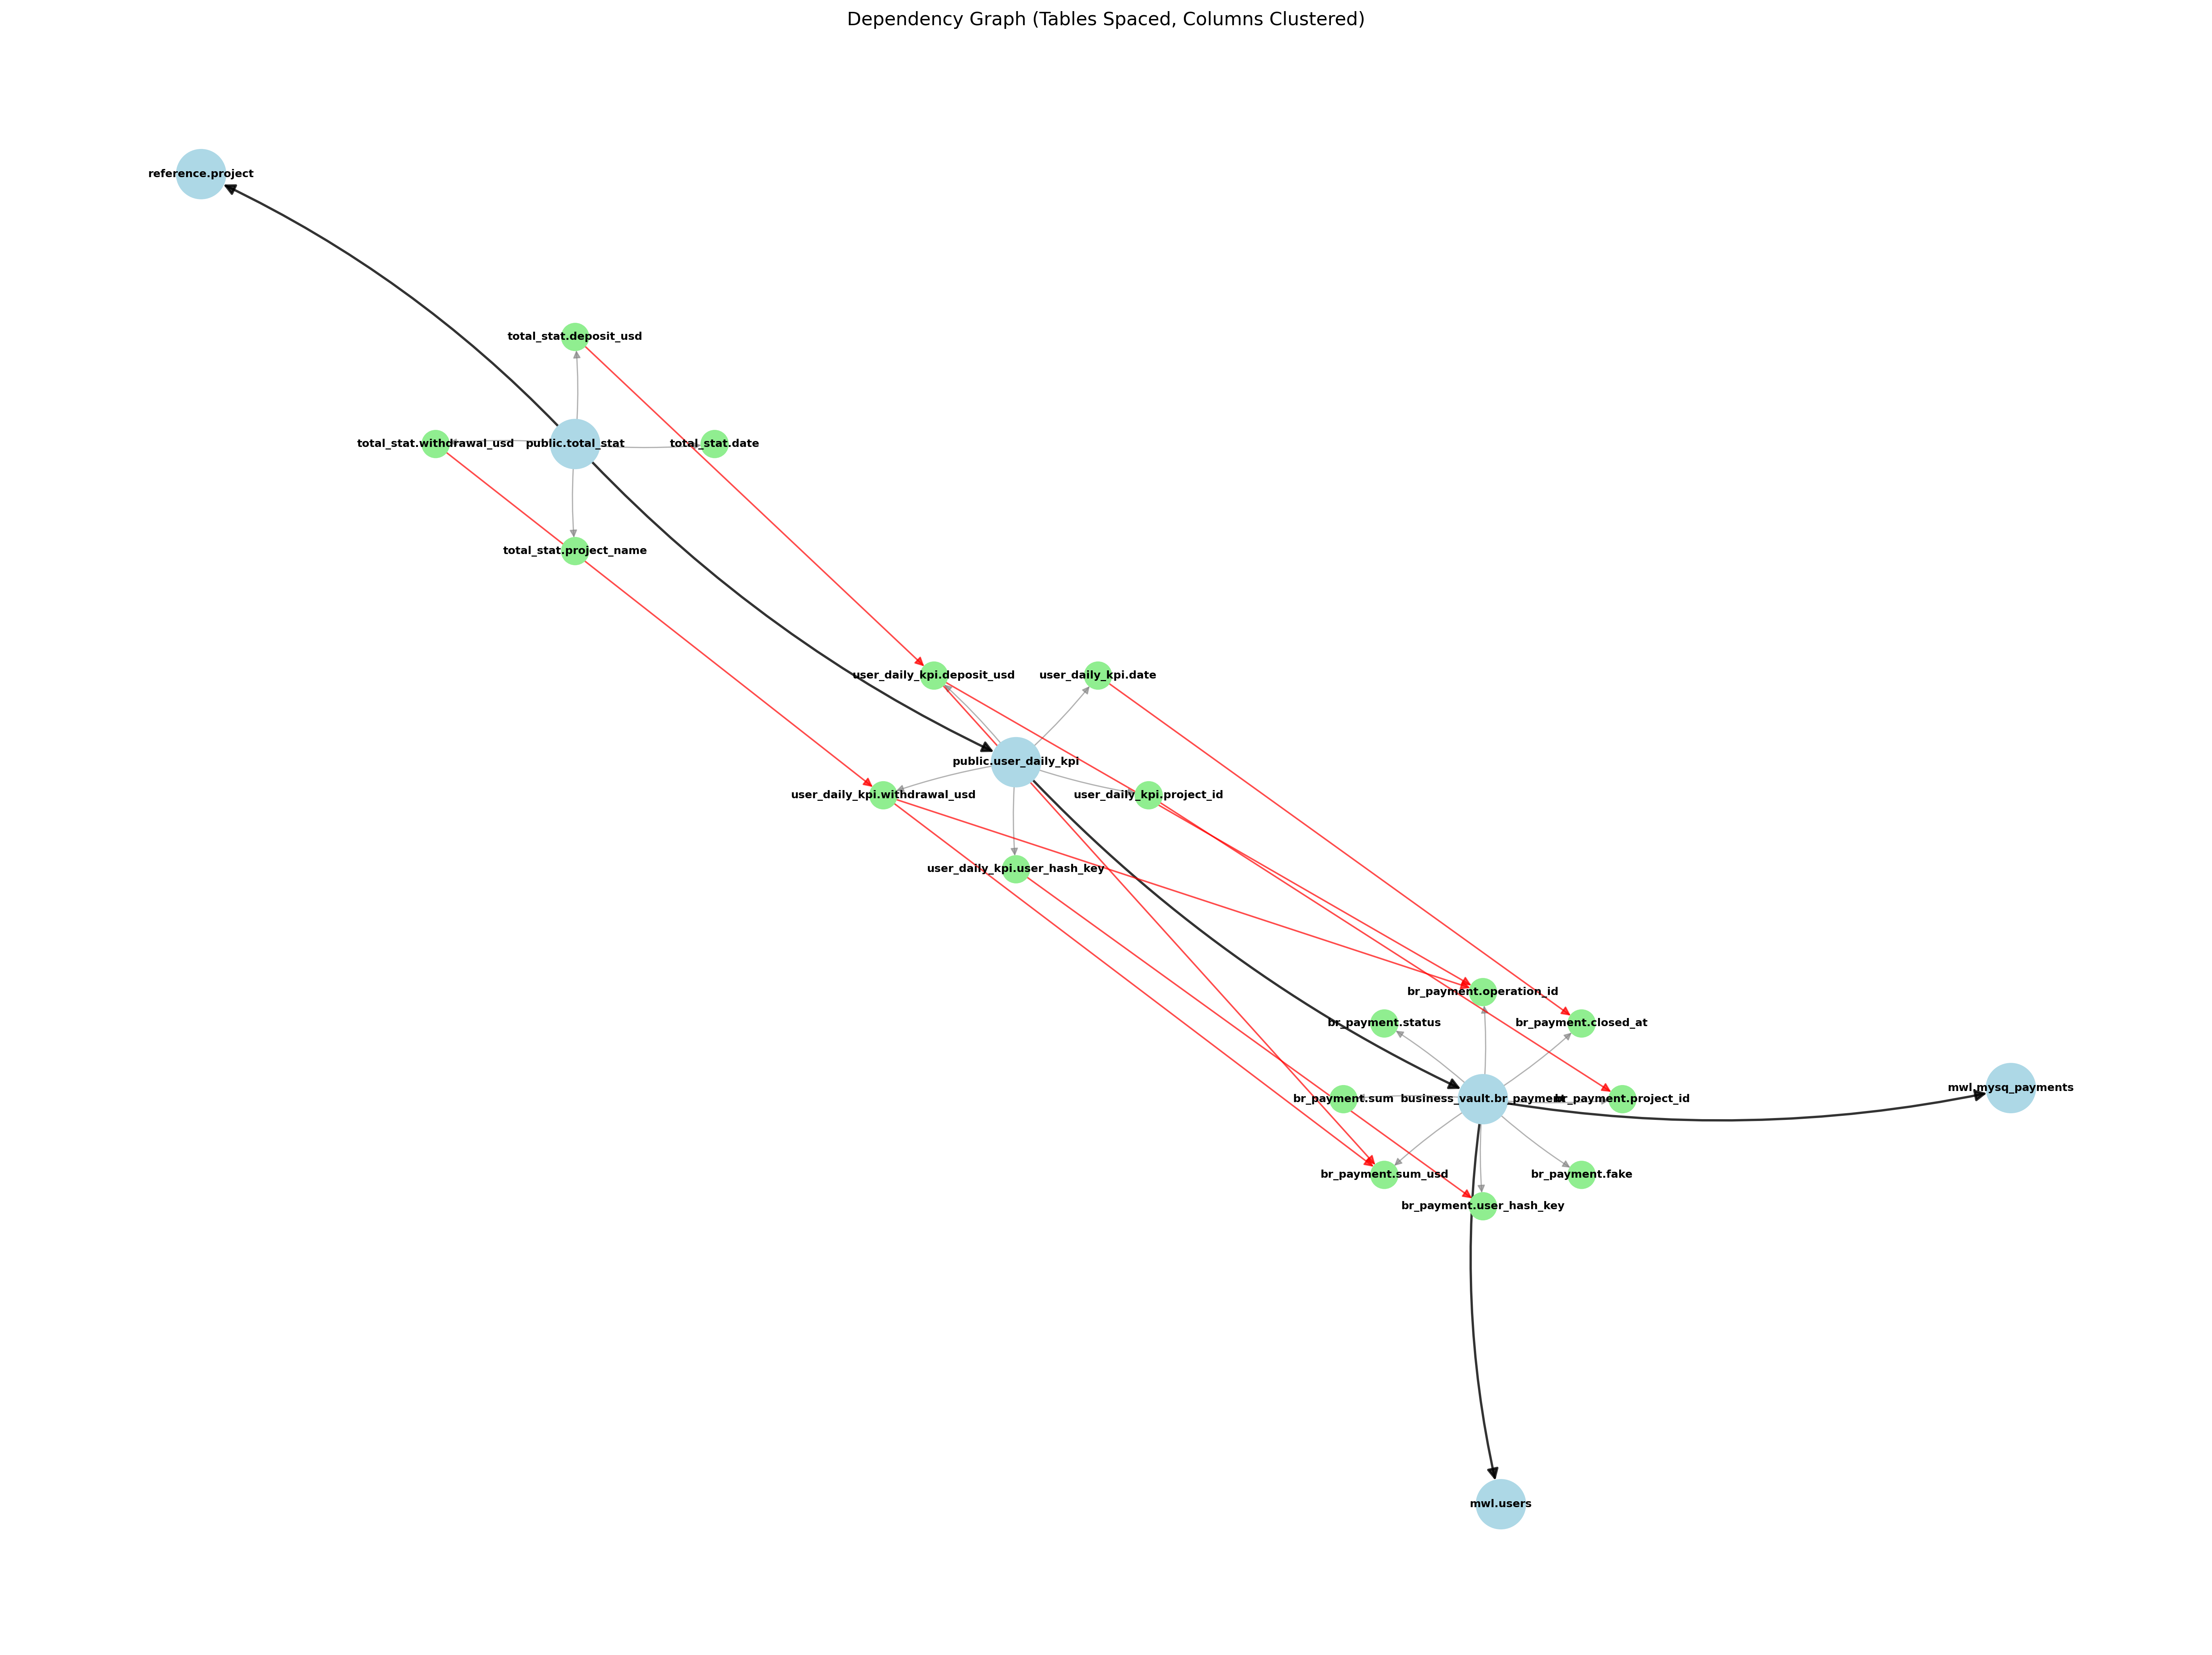 Dependency Graph (Tables Spaced, Columns Clustered)
reference.project
total_stat.deposit_usd
total_stat.withdrawal_usd
public.total_stat
total_stat.date
total_stat.project_name
user_daily_kpi.deposit_usd
user_daily_kpi.date
public.user_daily_kpi
user_daily_kpi.withdrawal_usd
user_daily_kpi.project_id
user_daily_kpi.user_hash_key
br_payment.operation_id
br_payment.status
br_payment.closed_at
mwl.mysq_payments
br_payment.sum
business_vault.br_payment
br_payment.project_id
br_payment.sum_usd
br_payment.fake
br_payment.user_hash_key
mwl.users